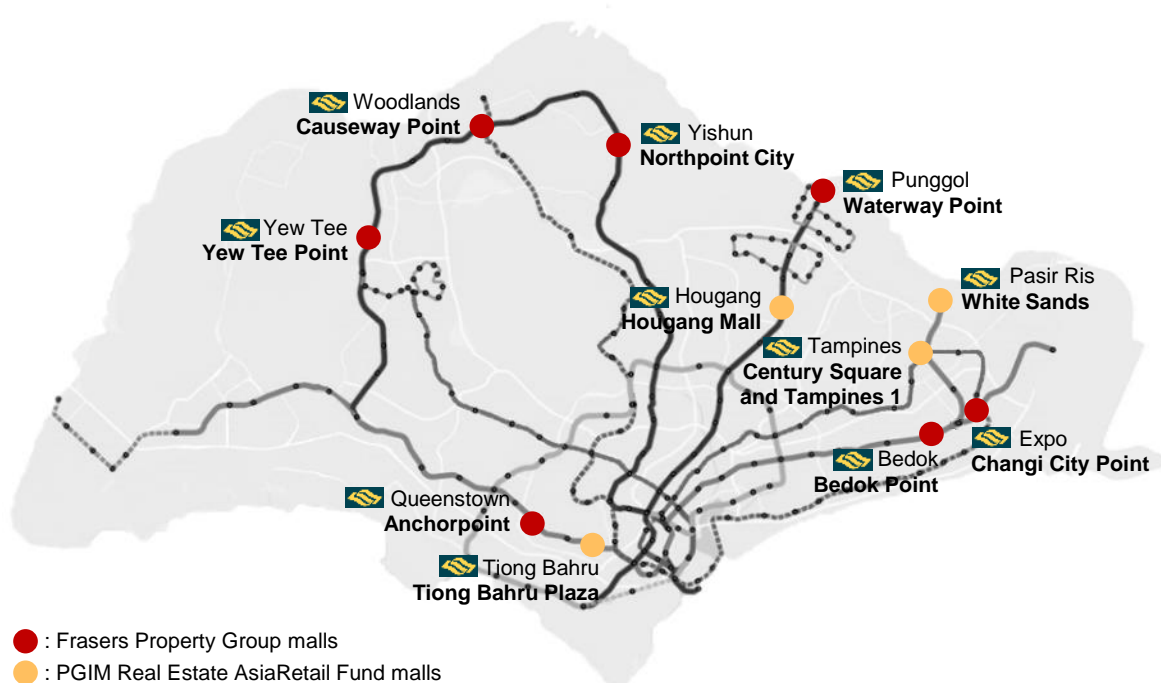 Woodlands
Causeway Point
Yishun
Northpoint City
Punggol
Waterway Point
Yew Tee
Yew Tee Point
Pasir Ris
White Sands
Hougang
Hougang Mall
Tampines
Century Square
and Tampines 1
Expo
Changi City Point
Bedok
Bedok Point
Queenstown
Anchorpoint
Tiong Bahru
Tiong Bahru Plaza
: Frasers Property Group malls
: PGIM Real Estate AsiaRetail Fund malls